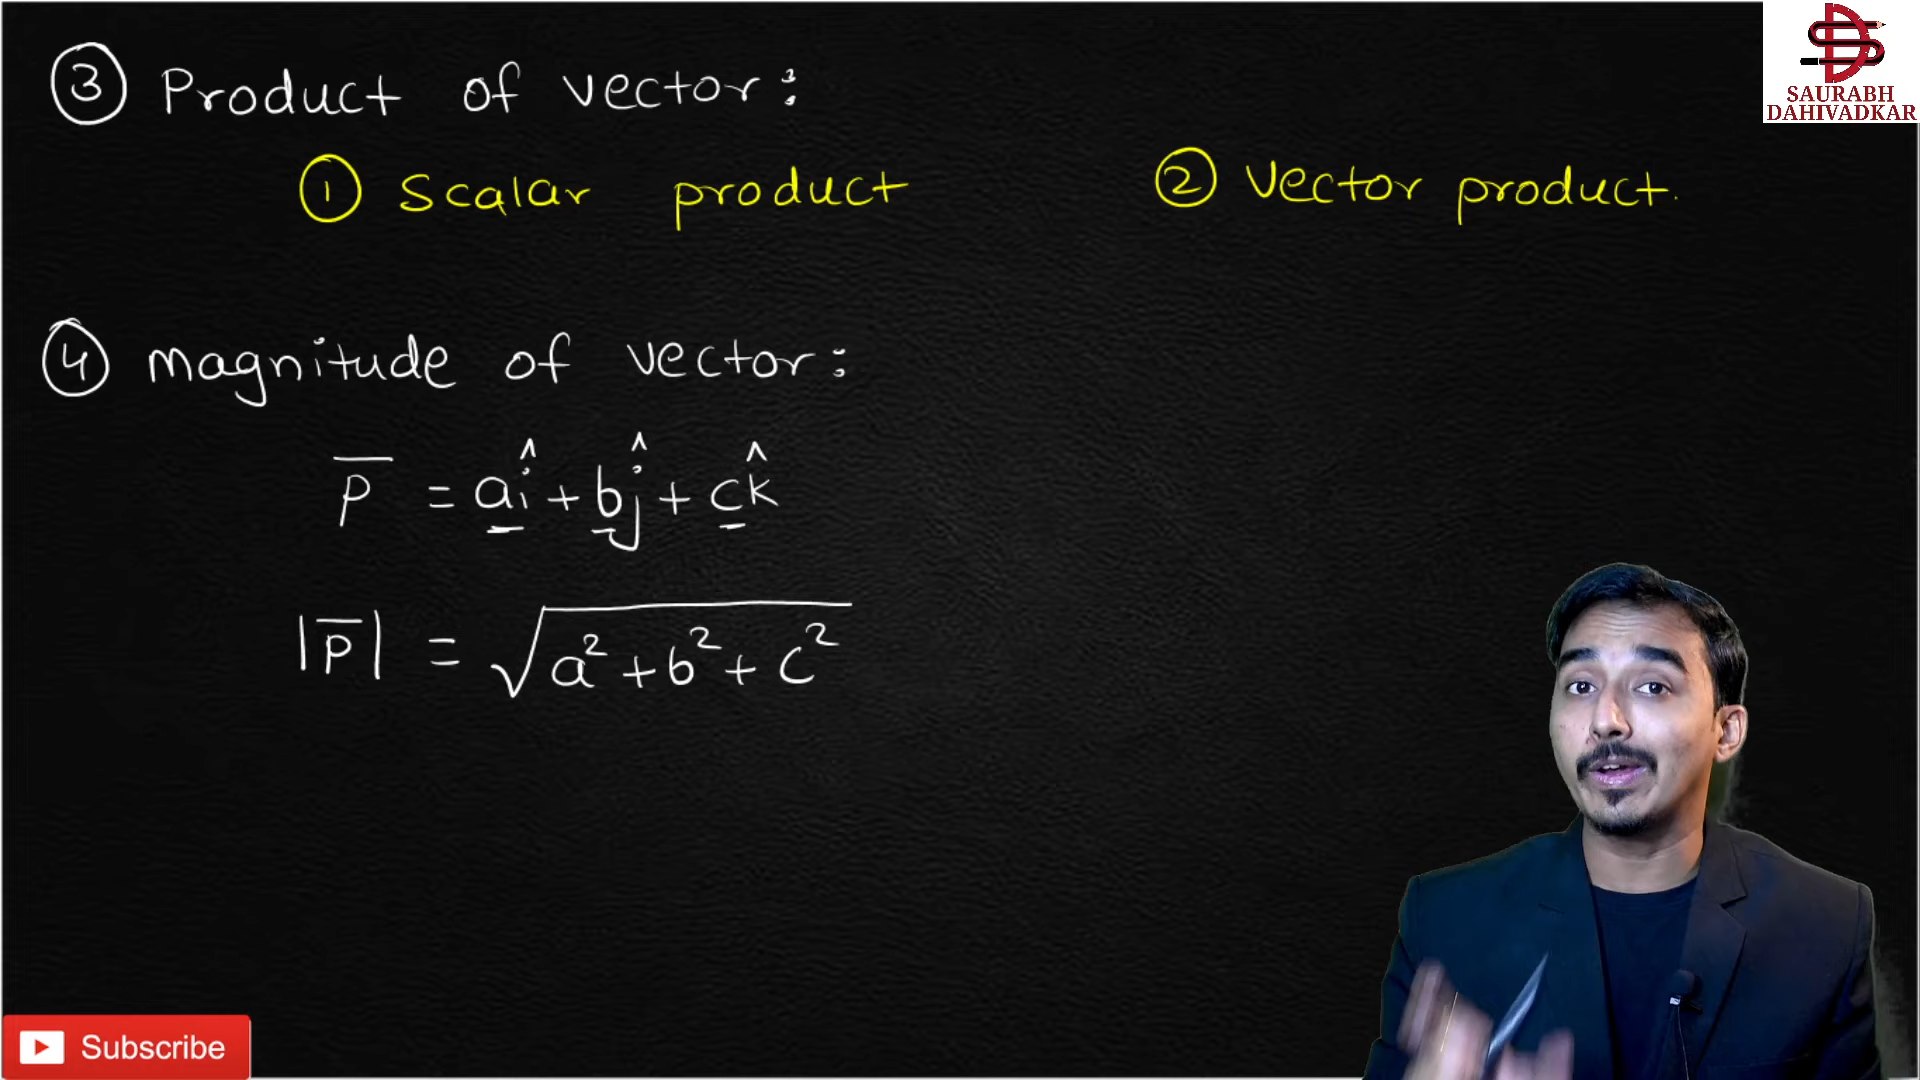 ③ Product of vector:
① Scalar product
② Vector product.
④ magnitude of vector:
p̅ = aî + bĵ + ck̂
|p̅| = √a² + b² + c²
SAURABH
DAHIVADKAR
Subscribe